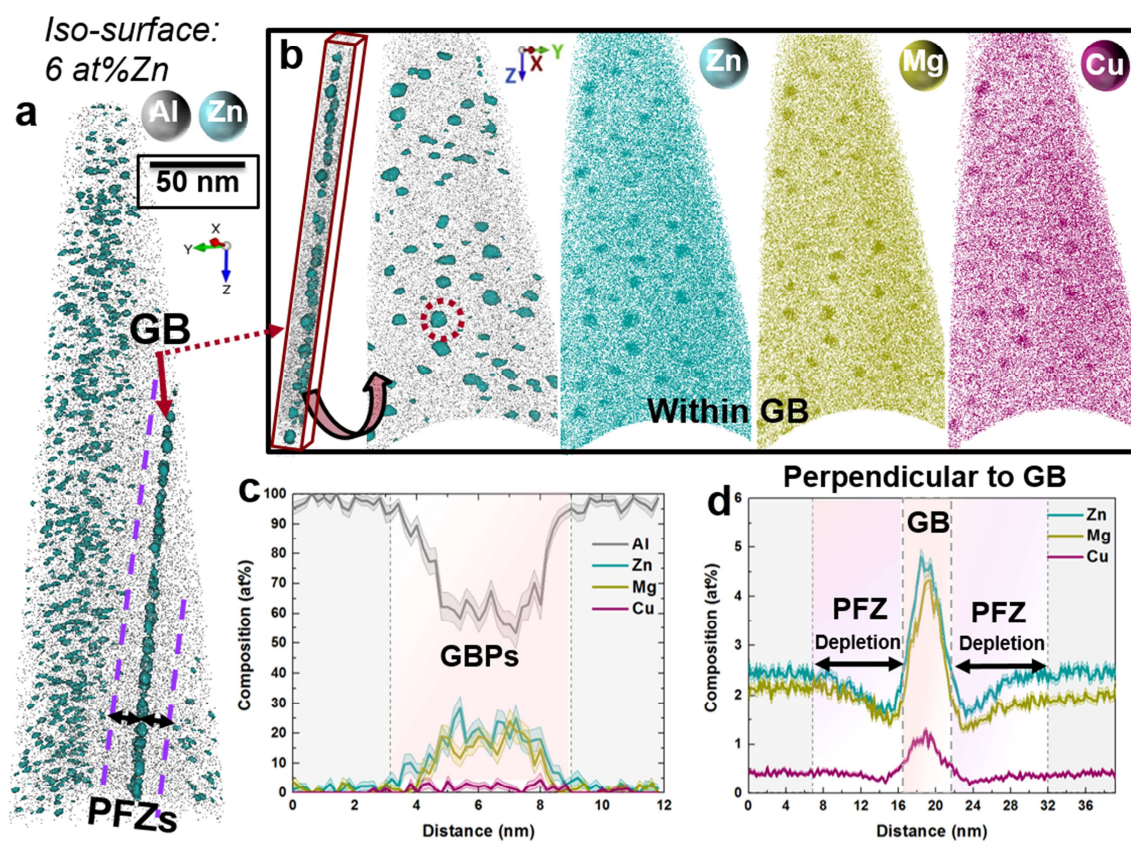 Iso-surface:
6 at%Zn
a
Al
Zn
50 nm
X
Y
Z
GB
PFZs
b
Y
X
Z
Zn
Mg
Cu
Within GB
c
100
90
80
70
60
50
40
30
20
10
0
Composition (at%)
Al
Zn
Mg
Cu
GBPs
0
2
4
6
8
10
12
Distance (nm)
Perpendicular to GB
d
6
5
4
3
2
1
0
Composition (at%)
GB
Zn
Mg
Cu
PFZ
Depletion
PFZ
Depletion
0
4
8
12
16
20
24
28
32
36
Distance (nm)